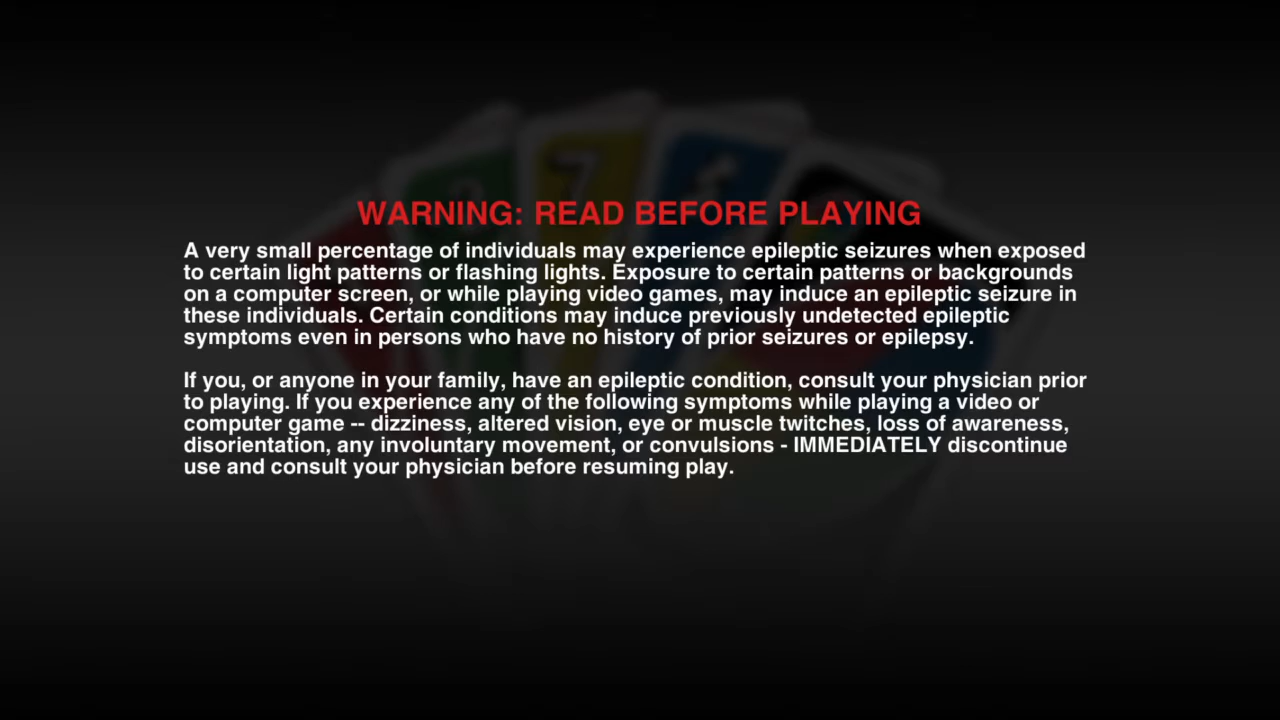 WARNING: READ BEFORE PLAYING
A very small percentage of individuals may experience epileptic seizures when exposed
to certain light patterns or flashing lights. Exposure to certain patterns or backgrounds
on a computer screen, or while playing video games, may induce an epileptic seizure in
these individuals. Certain conditions may induce previously undetected epileptic
symptoms even in persons who have no history of prior seizures or epilepsy.
If you, or anyone in your family, have an epileptic condition, consult your physician prior
to playing. If you experience any of the following symptoms while playing a video or
computer game -- dizziness, altered vision, eye or muscle twitches, loss of awareness,
disorientation, any involuntary movement, or convulsions - IMMEDIATELY discontinue
use and consult your physician before resuming play.
7